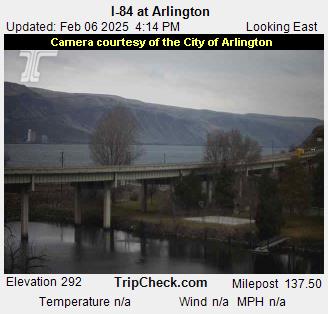 I-84 at Arlington
Updated: Feb 06 2025 4:14 PM Looking East
Camera courtesy of the City of Arlington
Elevation 292 TripCheck.com Milepost 137.50
Temperature n/a Wind n/a MPH n/a